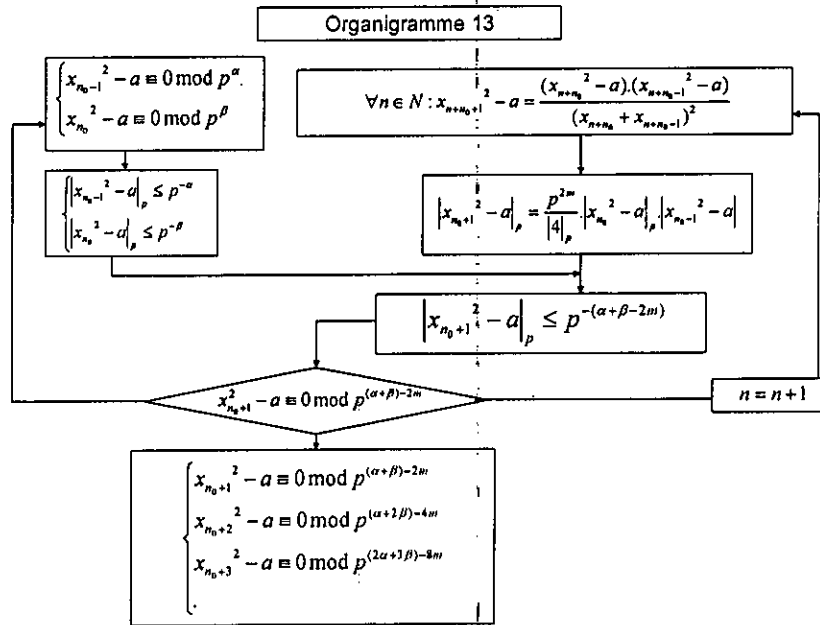 Organigramme 13
{ x_{n_0-1}^2 - a ≡ 0 mod p^α.
{ x_{n_0}^2 - a ≡ 0 mod p^β
∀n ∈ N : x_{n+n_0+1}^2 - a = (x_{n+n_0}^2 - a).(x_{n+n_0-1}^2 - a) / (x_{n+n_0} + x_{n+n_0-1})^2
{ |x_{n_0-1}^2 - a|_p ≤ p^{-α}
{ |x_{n_0}^2 - a|_p ≤ p^{-β}
|x_{n_0+1}^2 - a|_p = p^{2m} / |4|_p . |x_{n_0}^2 - a|_p . |x_{n_0-1}^2 - a|
|x_{n_0+1}^2 - a|_p ≤ p^{-(α+β-2m)}
x_{n_0+1}^2 - a ≡ 0 mod p^{(α+β)-2m}
n = n+1
{ x_{n_0+1}^2 - a ≡ 0 mod p^{(α+β)-2m}
x_{n_0+2}^2 - a ≡ 0 mod p^{(α+2β)-4m}
x_{n_0+3}^2 - a ≡ 0 mod p^{(2α+3β)-8m}
.